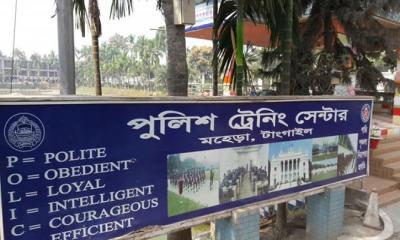 পুলিশ ট্রেনিং সেন্টার
মহেড়া, টাংগাইল
P = POLITE
O = OBEDIENT
L = LOYAL
I = INTELLIGENT
C = COURAGEOUS
EFFICIENT